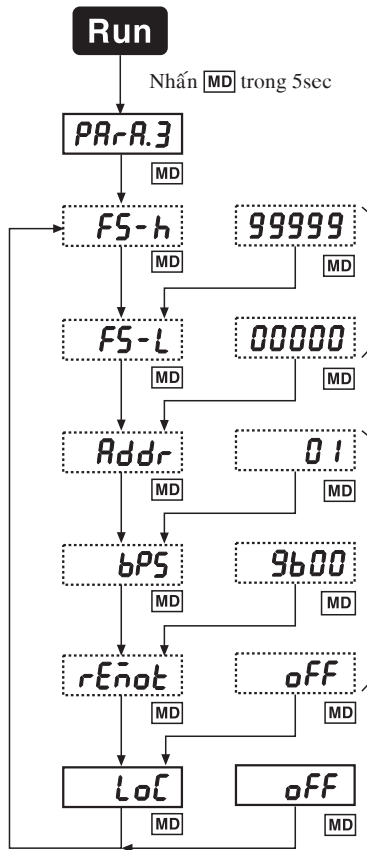 Run
Nhấn MD trong 5sec
PArA.3
MD
FS-h 99999
MD MD
FS-L 00000
MD MD
Addr 01
MD MD
bPS 9600
MD MD
rEmot oFF
MD MD
LoC oFF
MD MD